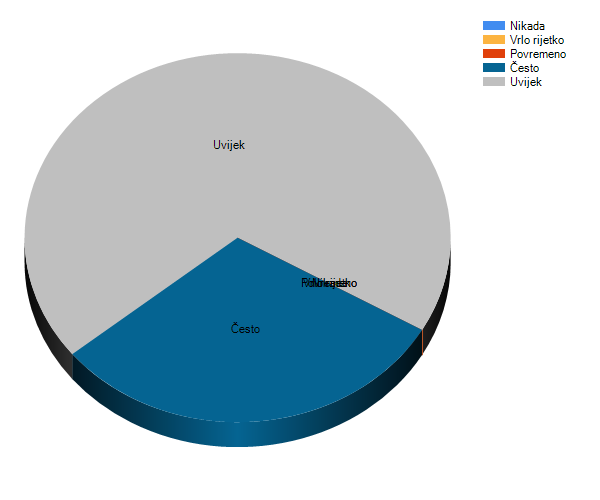 Nikada
Vrlo rijetko
Povremeno
Često
Uvijek
Uvijek
Često